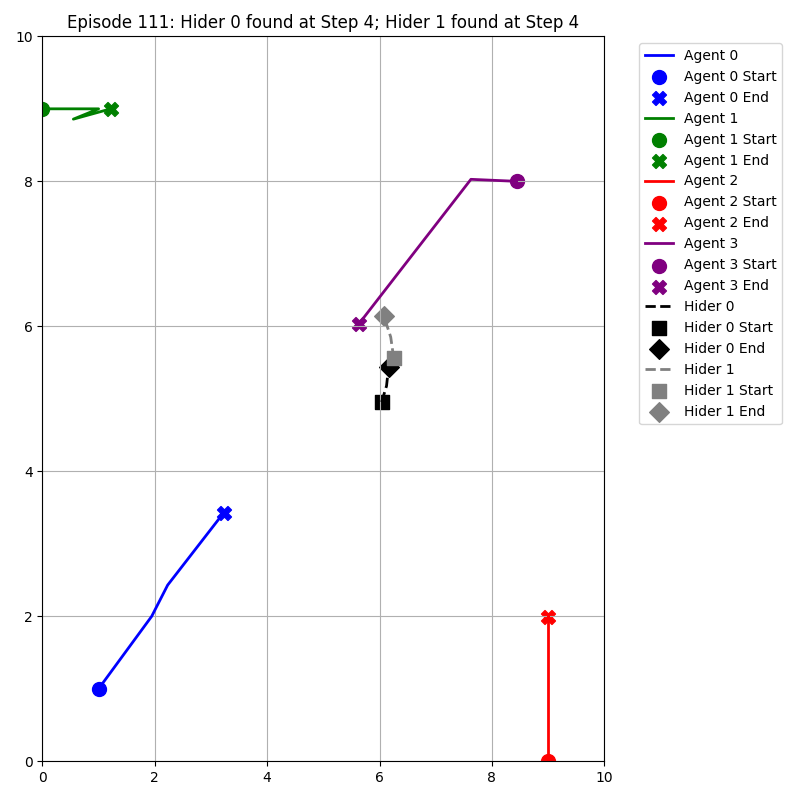 Episode 111: Hider 0 found at Step 4; Hider 1 found at Step 4
10
8
6
4
2
0
0 2 4 6 8 10
Agent 0
Agent 0 Start
Agent 0 End
Agent 1
Agent 1 Start
Agent 1 End
Agent 2
Agent 2 Start
Agent 2 End
Agent 3
Agent 3 Start
Agent 3 End
Hider 0
Hider 0 Start
Hider 0 End
Hider 1
Hider 1 Start
Hider 1 End